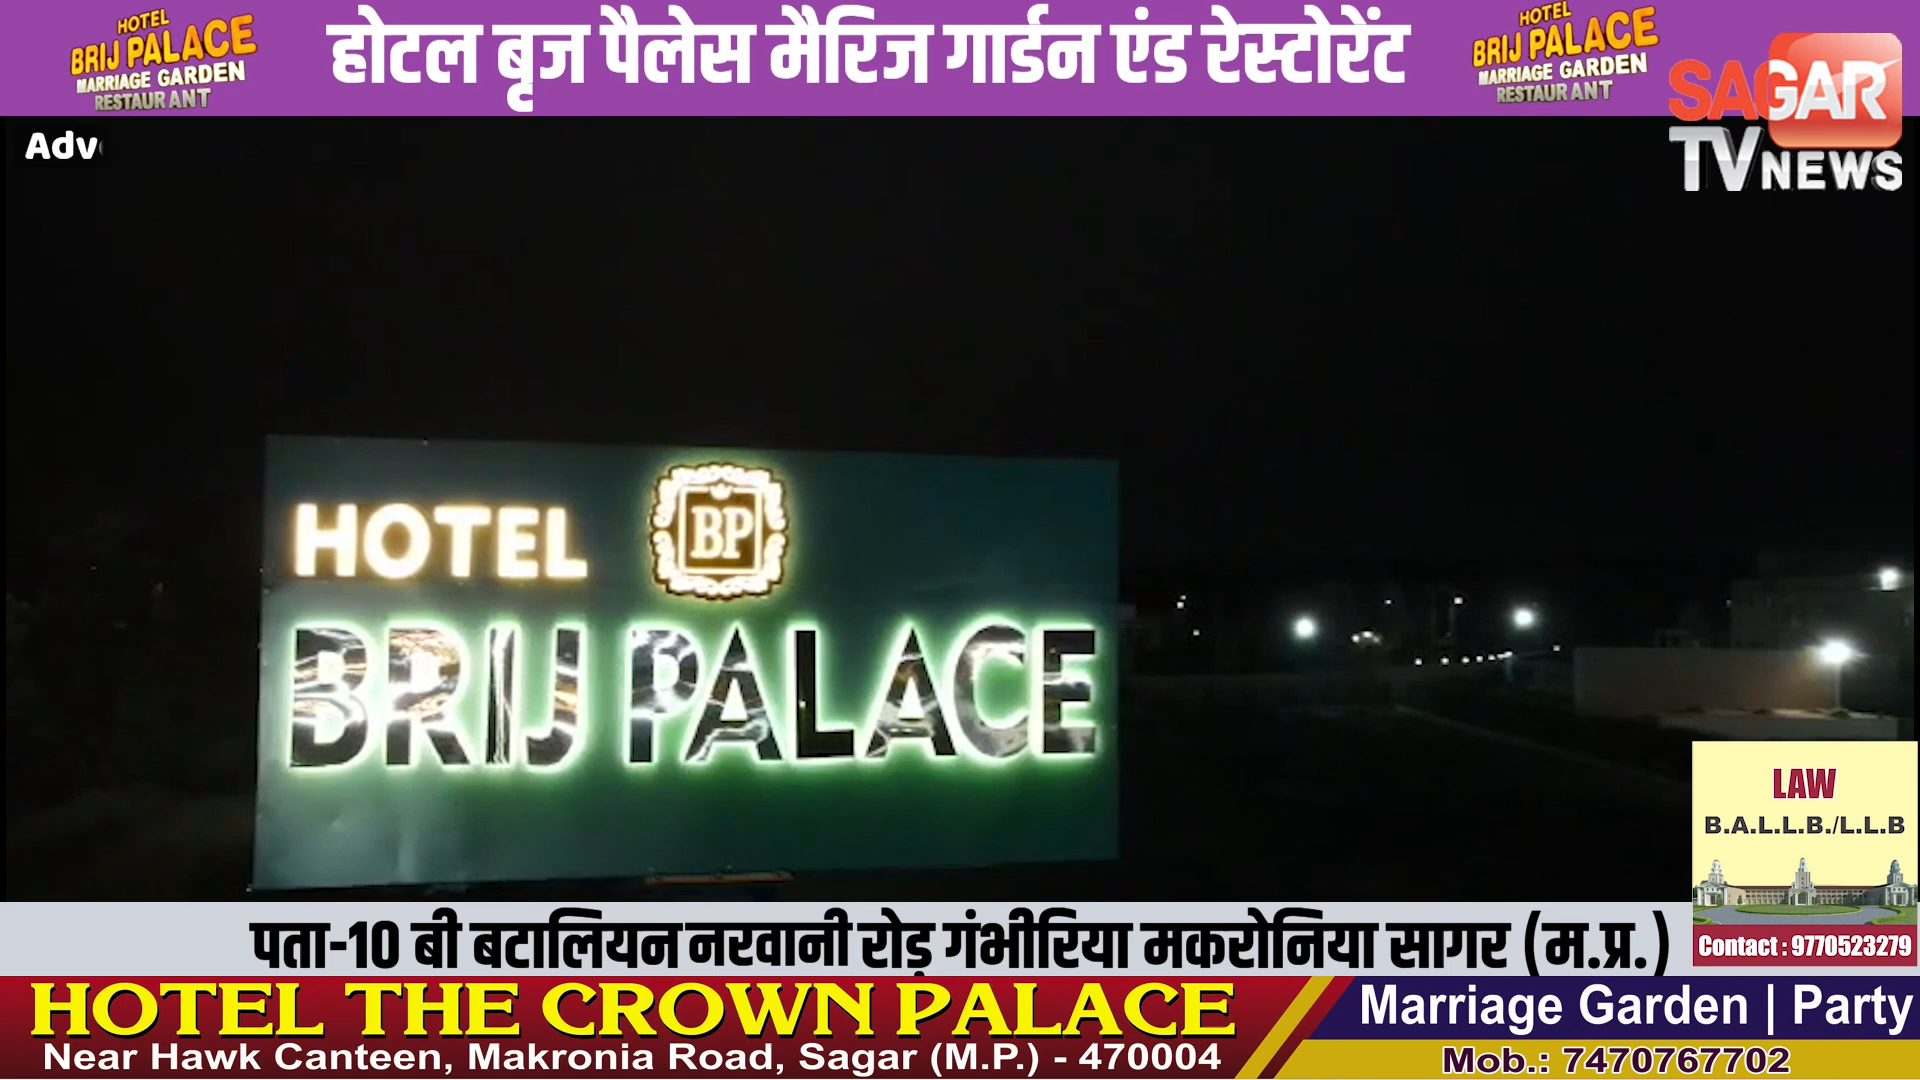 HOTEL
BRIJ PALACE
MARRIAGE GARDEN
RESTAURANT
होटल बृज पैलेस मैरिज गार्डन एंड रेस्टोरेंट
HOTEL
BRIJ PALACE
MARRIAGE GARDEN
RESTAURANT
SAGAR
TV NEWS
Adv
HOTEL
BP
BRIJ PALACE
LAW
B.A.L.L.B./L.L.B
Contact : 9770523279
पता-10 बी बटालियन नरवानी रोड़ गंभीरिया मकरोनिया सागर (म.प्र.)
HOTEL THE CROWN PALACE
Near Hawk Canteen, Makronia Road, Sagar (M.P.) - 470004
Marriage Garden | Party
Mob.: 7470767702